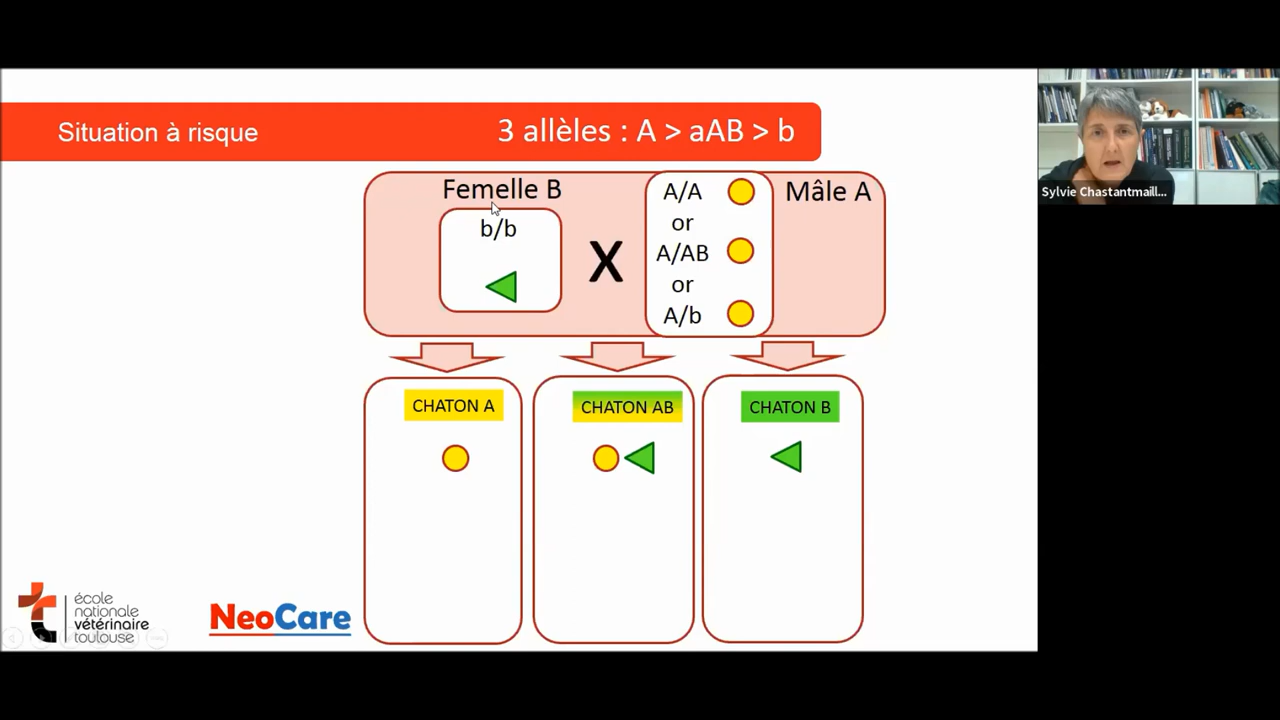 Situation à risque
3 allèles : A > aAB > b
Femelle B
b/b
X
A/A
or
A/AB
or
A/b
Mâle A
CHATON A
CHATON AB
CHATON B
école
nationale
vétérinaire
toulouse
NeoCare
Sylvie Chastantmaill...